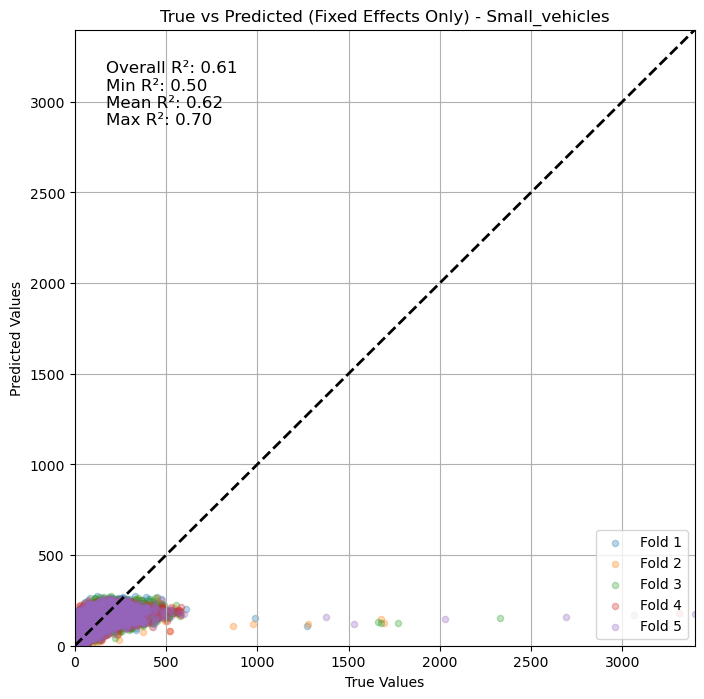 True vs Predicted (Fixed Effects Only) - Small_vehicles
Overall R²: 0.61
Min R²: 0.50
Mean R²: 0.62
Max R²: 0.70
3000
2500
2000
1500
1000
500
0
Predicted Values
Fold 1
Fold 2
Fold 3
Fold 4
Fold 5
0 500 1000 1500 2000 2500 3000
True Values